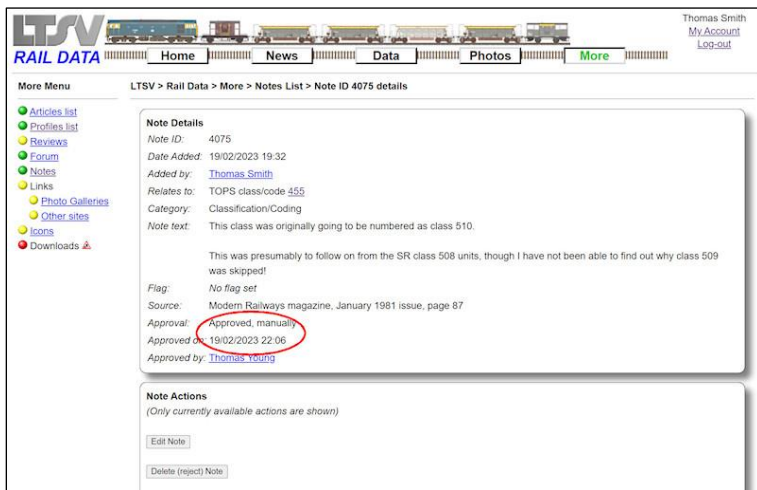 LTSV
RAIL DATA
Home
News
Data
Photos
More
Thomas Smith
My Account
Log-out
More Menu
Articles list
Profiles list
Reviews
Forum
Notes
Links
Photo Galleries
Other sites
Icons
Downloads
LTSV > Rail Data > More > Notes List > Note ID 4075 details
Note Details
Note ID: 4075
Date Added: 19/02/2023 19:32
Added by: Thomas Smith
Relates to: TOPS class/code 455
Category: Classification/Coding
Note text: This class was originally going to be numbered as class 510.
This was presumably to follow on from the SR class 508 units, though I have not been able to find out why class 509
was skipped!
Flag: No flag set
Source: Modern Railways magazine, January 1981 issue, page 87
Approval: Approved, manually
Approved on: 19/02/2023 22:06
Approved by: Thomas Young
Note Actions
(Only currently available actions are shown)
Edit Note
Delete (reject) Note